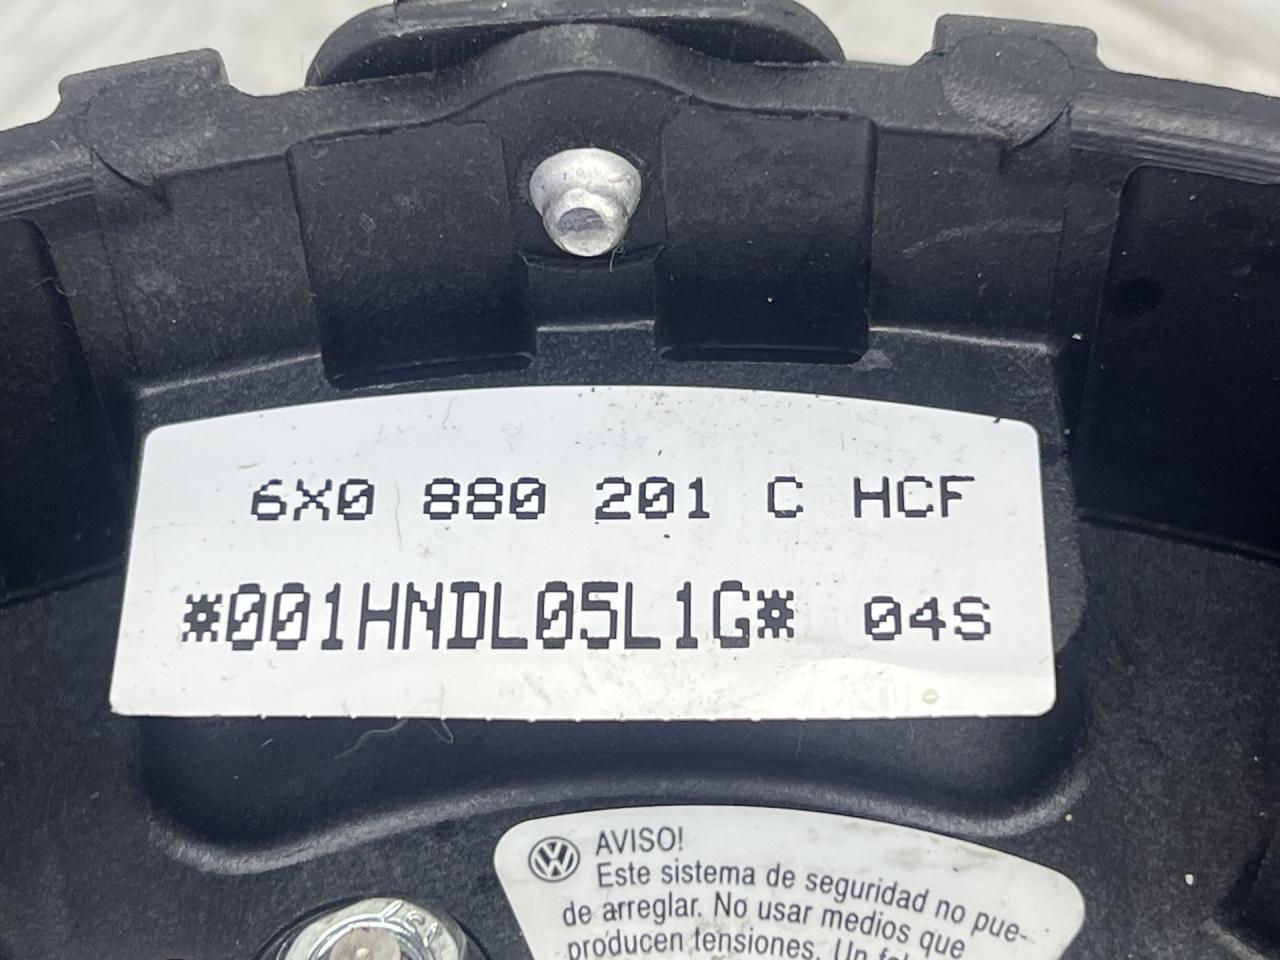 6X0 880 201 C HCF
*001HNDL05L1G* 04S
AVISO!
Este sistema de seguridad no pue-
de arreglar. No usar medios que
producen tensiones. Un